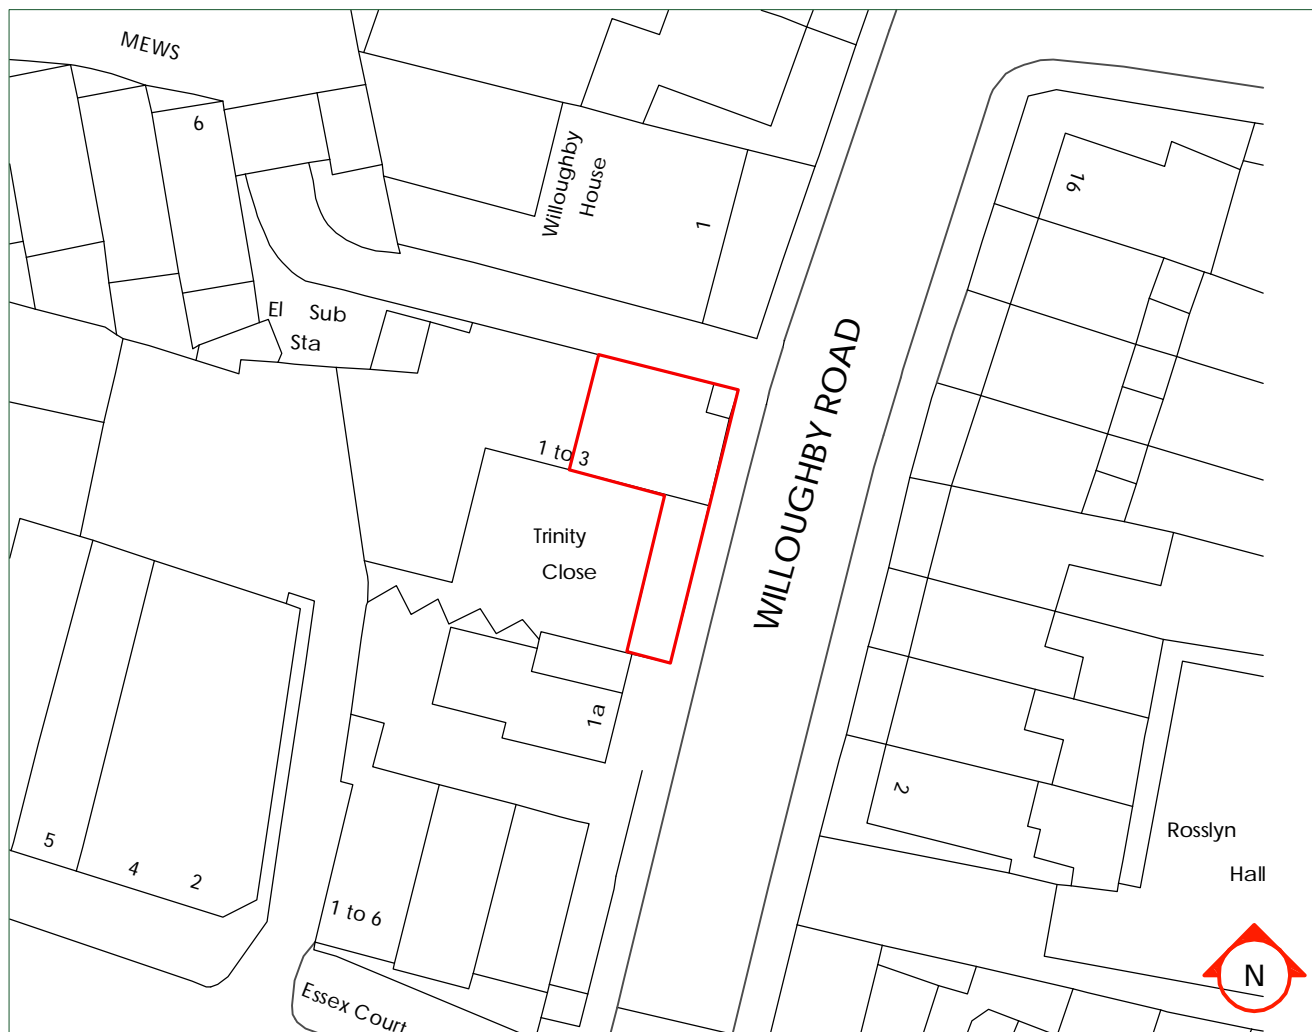 MEWS
6
Willoughby
House
1
16
El Sub
Sta
1 to 3
Trinity
Close
WILLOUGHBY ROAD
1a
2
Rosslyn
Hall
5
4
2
1 to 6
Essex Court
N